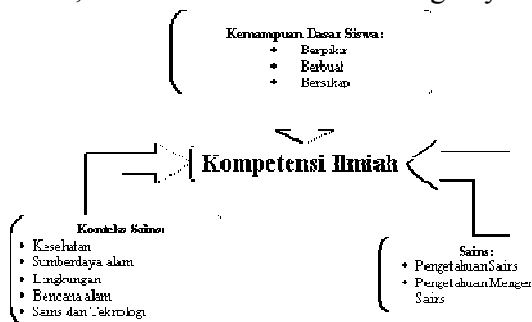 Kemampuan Dasar Siswa:
• Berpikir
• Berbuat
• Bersikap
Kompetensi Ilmiah
Konteks Sains:
• Kesehatan
• Sumberdaya alam
• Lingkungan
• Bencana alam
• Sains dan Teknologi
Sains:
• Pengetahuan Sains
• Pengetahuan Mengen
Sains